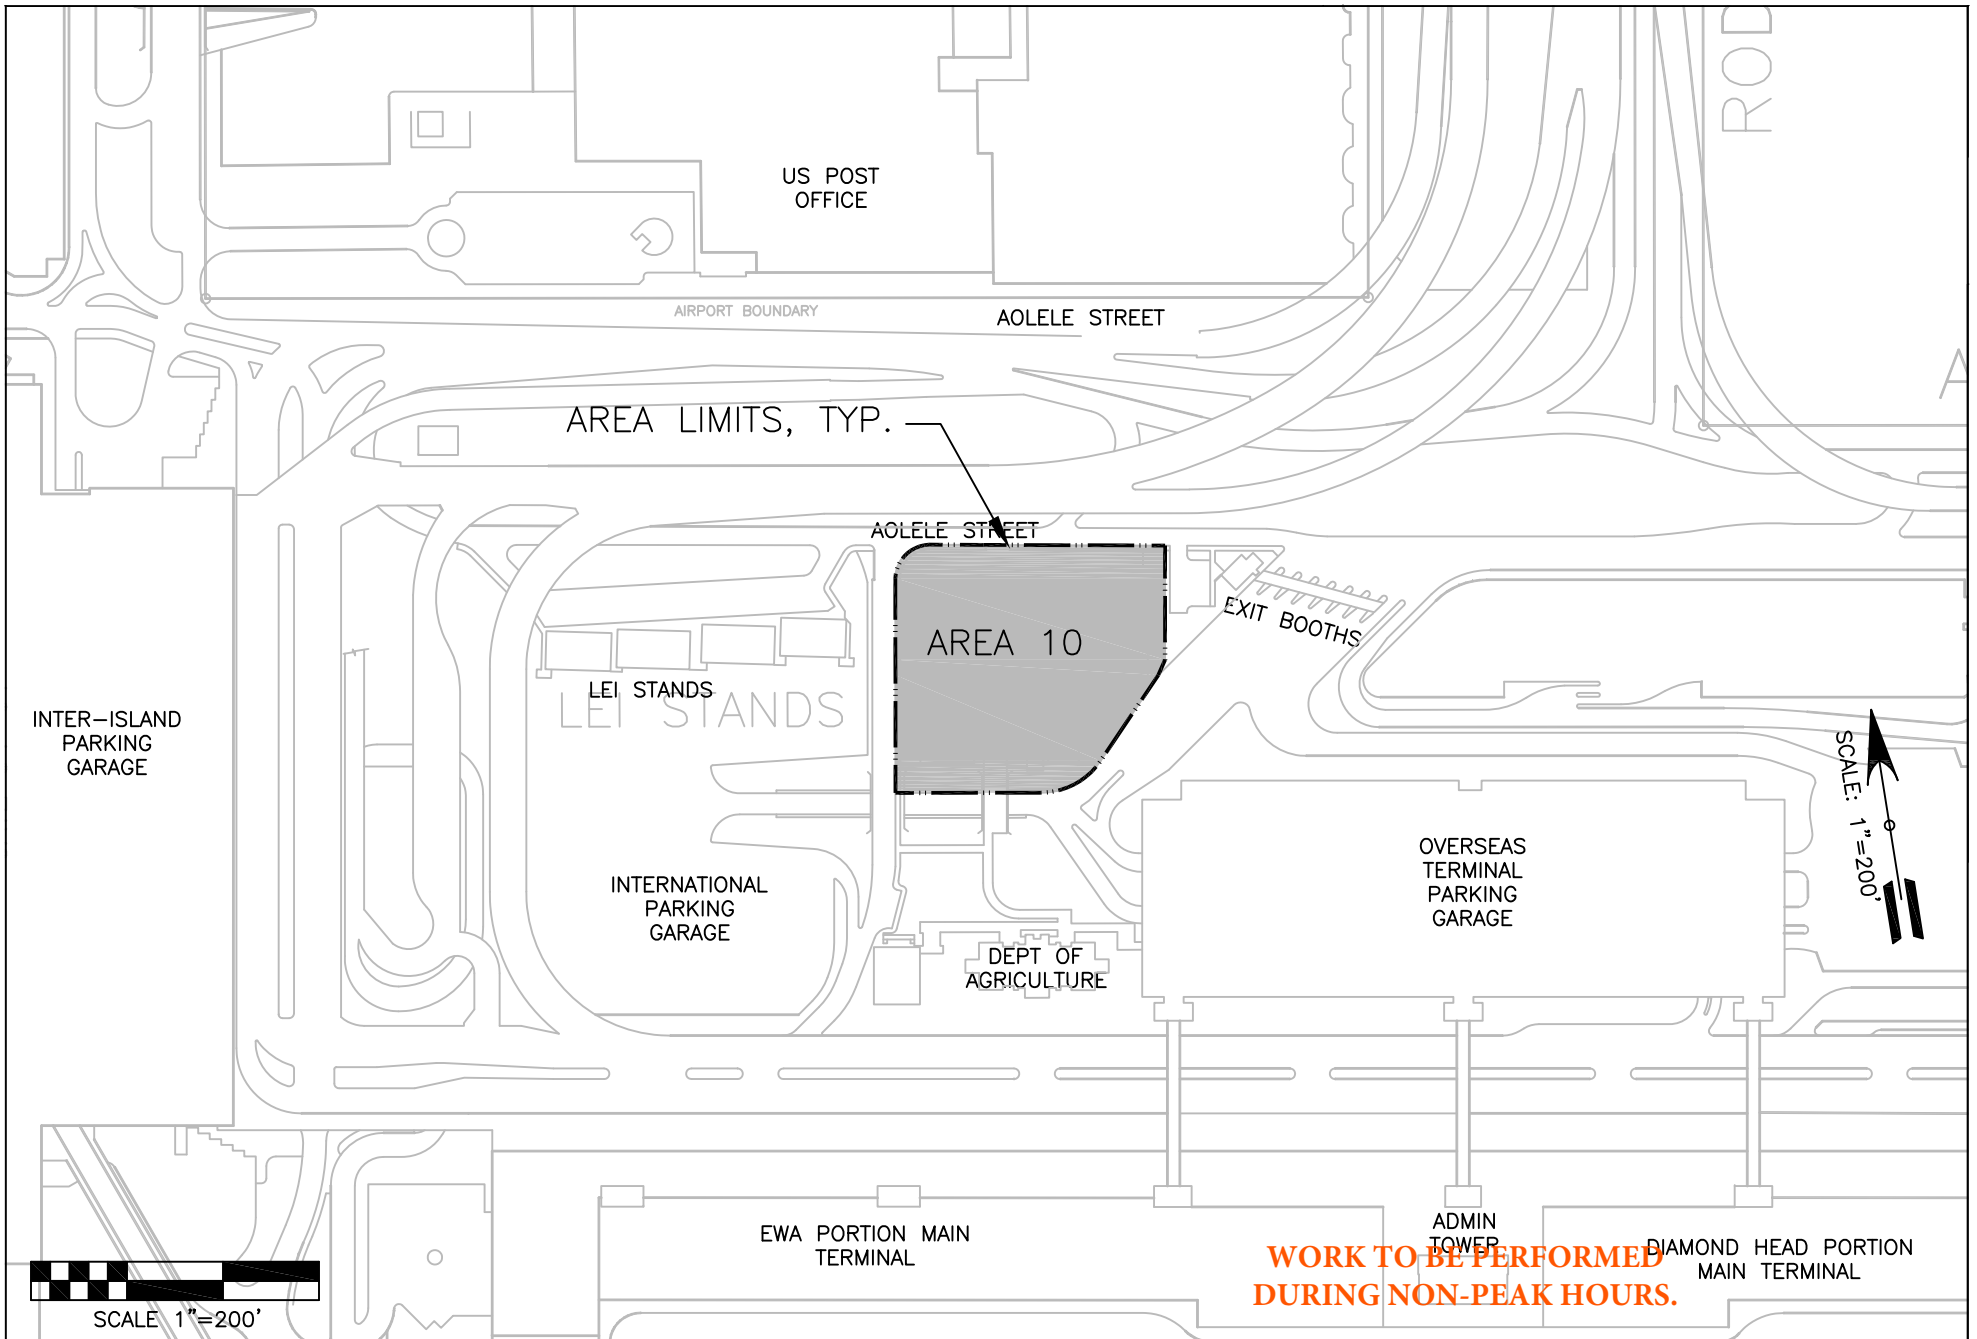 ROD
US POST
OFFICE
AIRPORT BOUNDARY
AOLELE STREET
A
AREA LIMITS, TYP.
AOLELE STREET
EXIT BOOTHS
AREA 10
LEI STANDS
LEI STANDS
INTER-ISLAND
PARKING
GARAGE
SCALE: 1"=200'
OVERSEAS
TERMINAL
PARKING
GARAGE
INTERNATIONAL
PARKING
GARAGE
DEPT OF
AGRICULTURE
EWA PORTION MAIN
TERMINAL
ADMIN
TOWER
DIAMOND HEAD PORTION
MAIN TERMINAL
WORK TO BE PERFORMED
DURING NON-PEAK HOURS.
SCALE 1"=200'